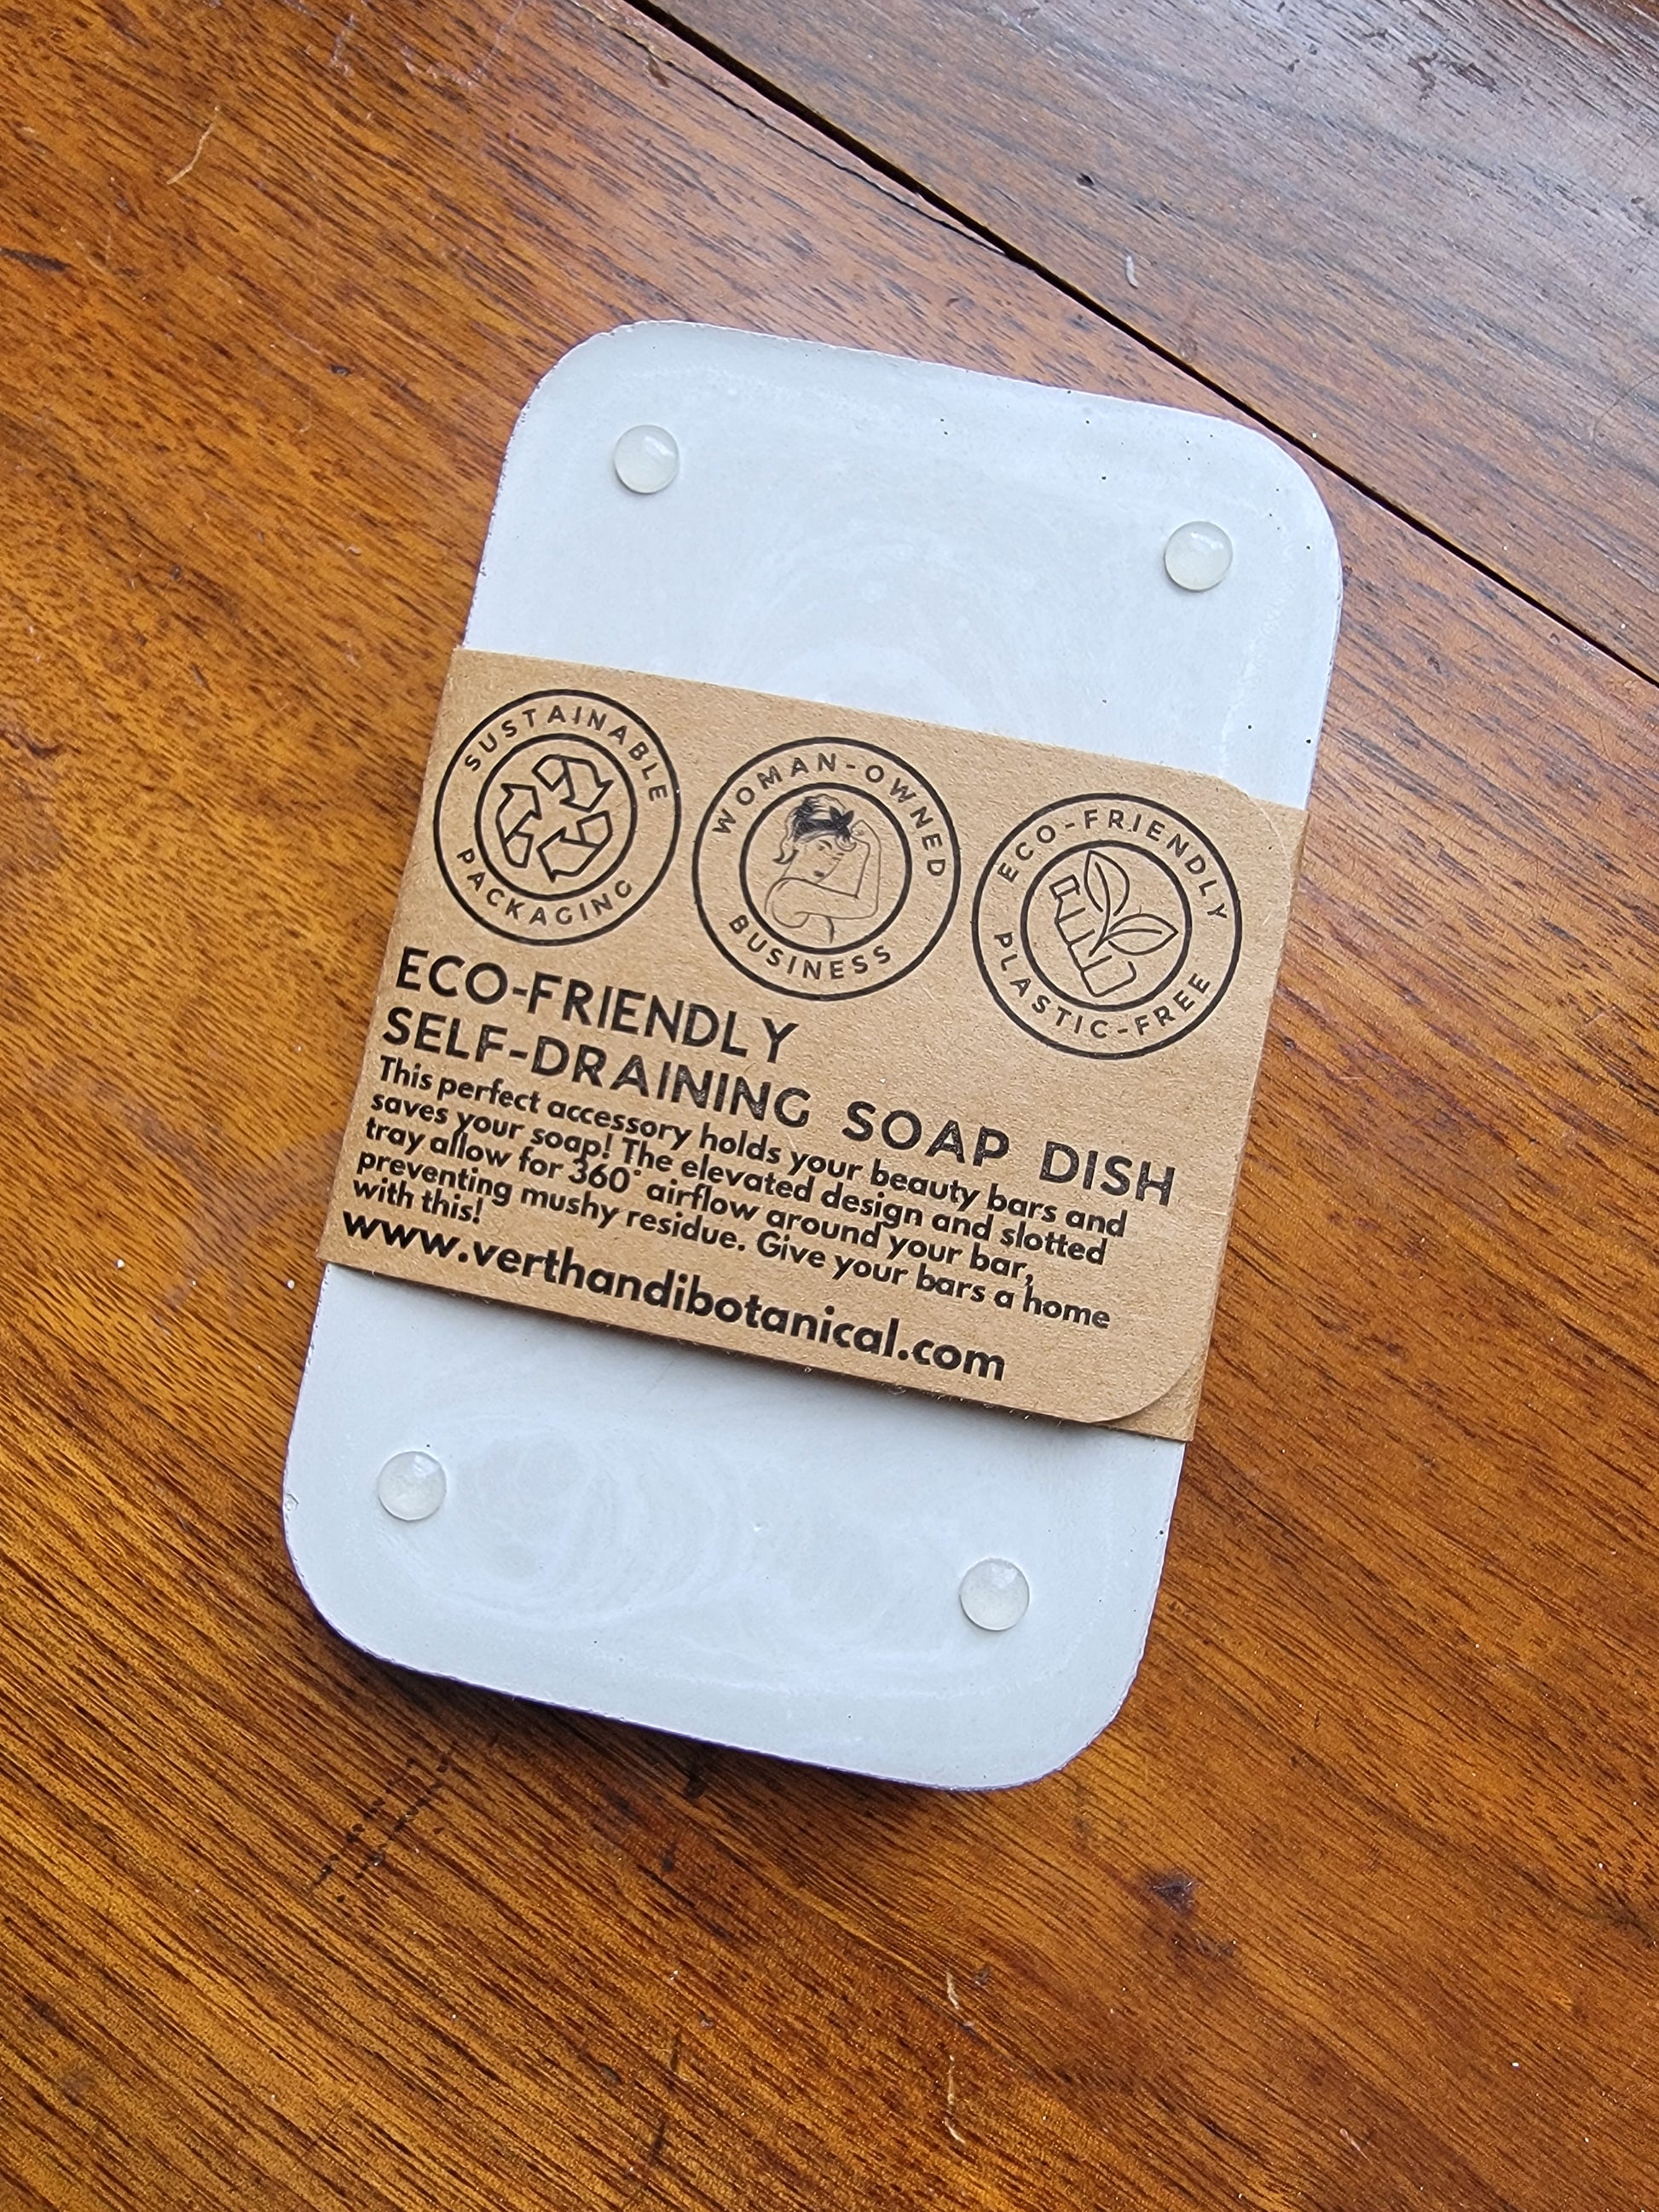 SUSTAINABLE
PACKAGING
WOMAN-OWNED
BUSINESS
ECO-FRIENDLY
PLASTIC-FREE
ECO-FRIENDLY
SELF-DRAINING SOAP DISH
This perfect accessory holds your beauty bars and
saves your soap! The elevated design and slotted
tray allow for 360° airflow around your bar,
preventing mushy residue. Give your bars a home
with this!
www.verthandibotanical.com